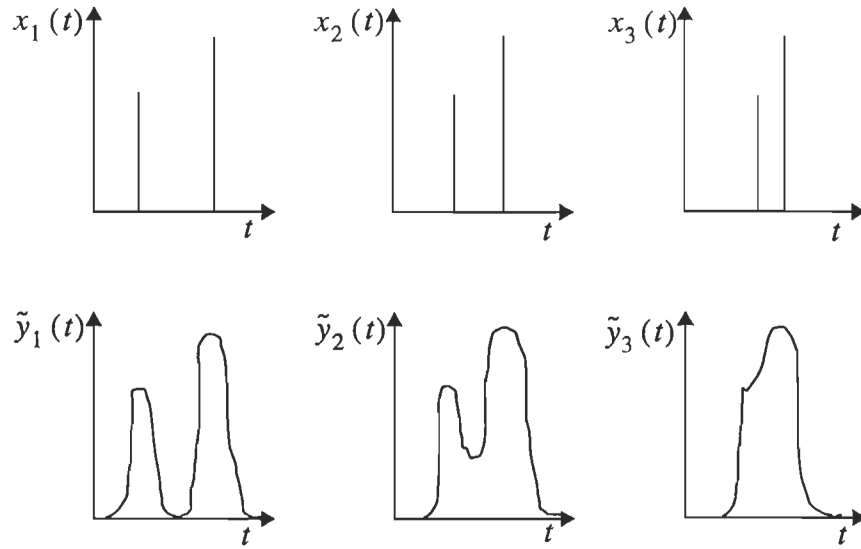 x₁ (t) x₂ (t) x₃ (t)
t t t
ỹ₁ (t) ỹ₂ (t) ỹ₃ (t)
t t t